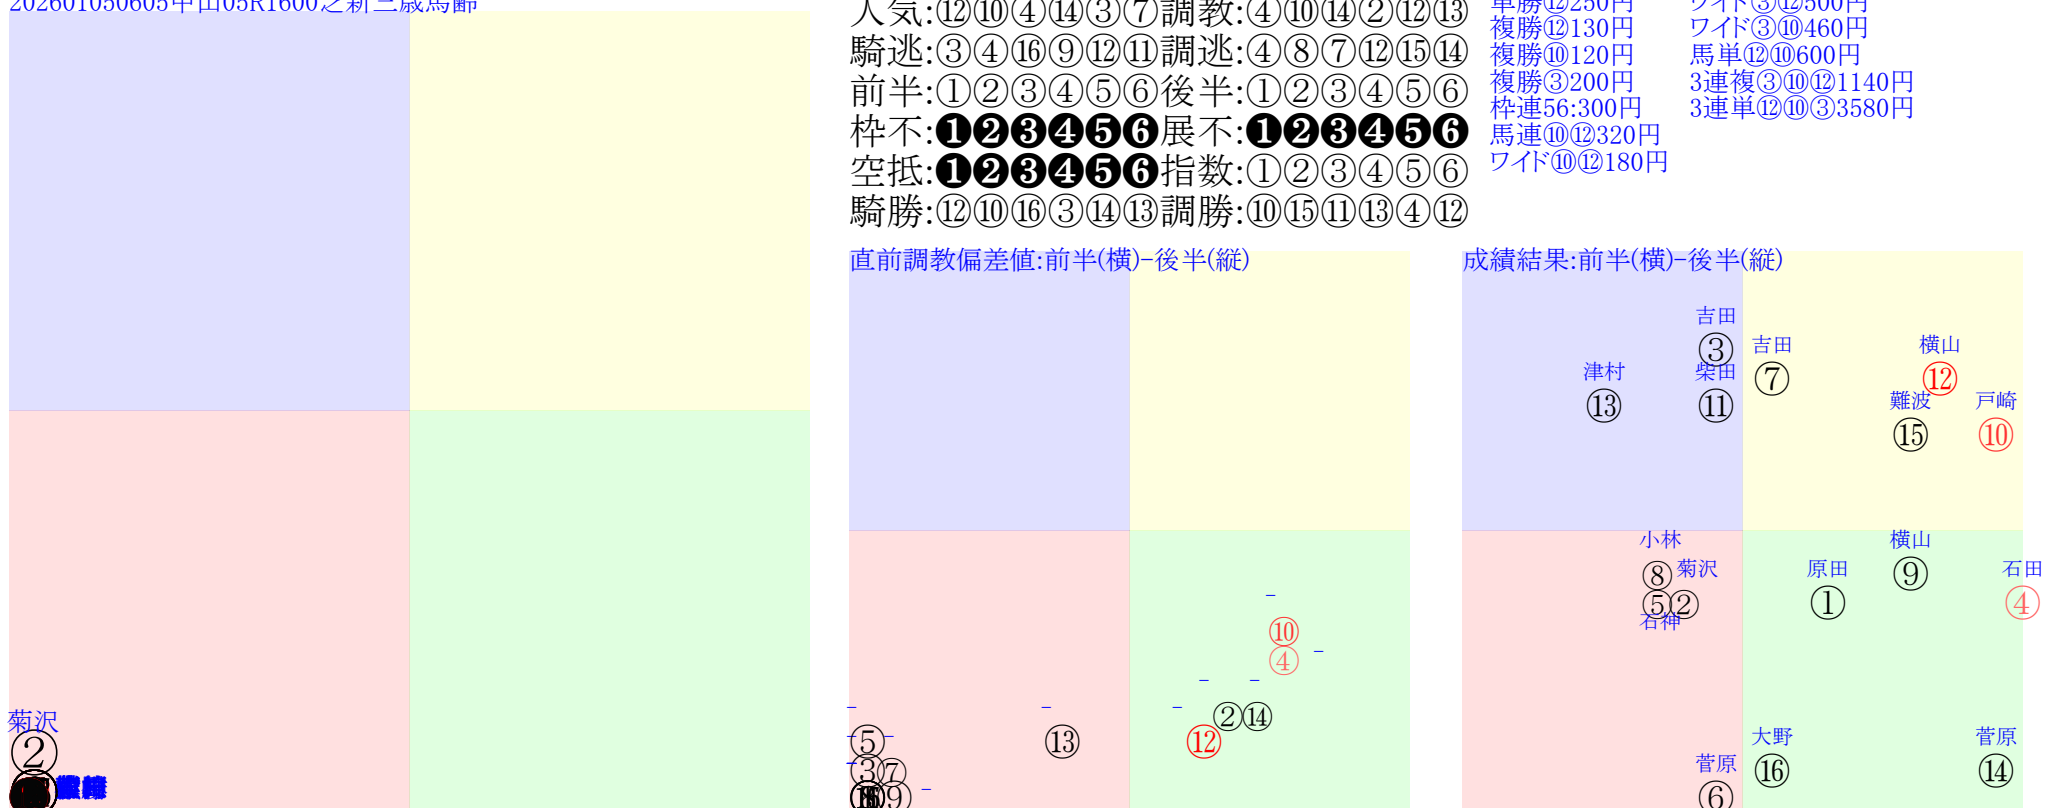 202601050605中山05R1600芝新三歳馬齢
人気:⑫⑩④⑭③⑦調教:④⑩⑭②⑫⑬
騎逃:③④⑯⑨⑫⑪調逃:④⑧⑦⑫⑮⑭
前半:①②③④⑤⑥後半:①②③④⑤⑥
枠不:❶❷❸❹❺❻展不:❶❷❸❹❺❻
空抵:❶❷❸❹❺❻指数:①②③④⑤⑥
騎勝:⑫⑩⑯③⑭⑬調勝:⑩⑮⑪⑬④⑫
単勝⑫250円
複勝⑫130円
複勝⑩120円
複勝③200円
枠連56:300円
馬連⑩⑫320円
ワイド⑩⑫180円
ワイド③⑫500円
ワイド③⑩460円
馬単⑫⑩600円
3連複③⑩⑫1140円
3連単⑫⑩③3580円
菊沢
②
直前調教偏差値:前半(横)-後半(縦)
⑩
④
②⑭
⑤
⑬
⑫
③⑦
⑨
成績結果:前半(横)-後半(縦)
吉田
③
吉田
⑦
横山
⑫
津村
⑬
柴田
⑪
難波
⑮
戸崎
⑩
小林
⑧
菊沢
②
⑤
石神
原田
①
横山
⑨
石田
④
大野
⑯
菅原
⑭
菅原
⑥